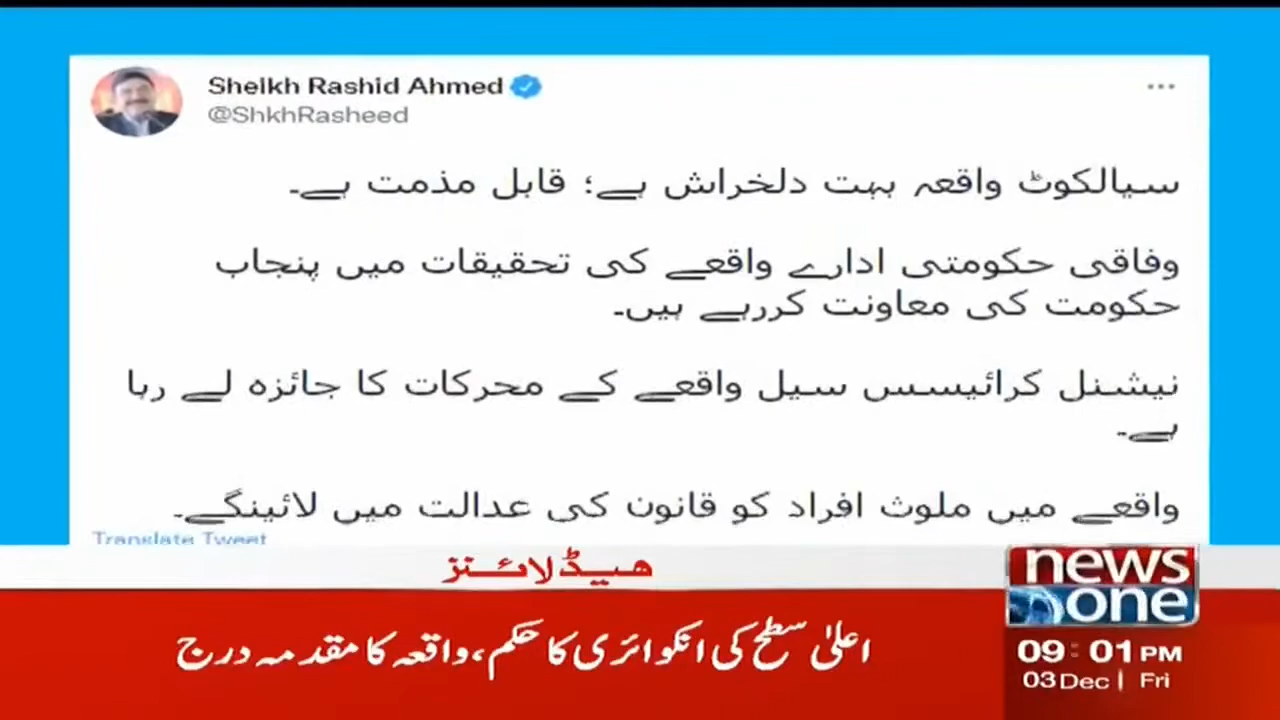 Sheikh Rashid Ahmed
@ShkhRasheed
سیالکوٹ واقعہ بہت دلخراش ہے؛ قابل مذمت ہے۔
وفاقی حکومتی ادارے واقعے کی تحقیقات میں پنجاب
حکومت کی معاونت کررہے ہیں۔
نیشنل کرائیسس سیل واقعے کے محرکات کا جائزہ لے رہا
ہے۔
واقعے میں ملوث افراد کو قانون کی عدالت میں لائینگے۔
Translate Tweet
ھیڈلائنز
اعلیٰ سطح کی انکوائری کا حکم، واقعہ کا مقدمہ درج
news
one
09:01 PM
03 Dec | Fri